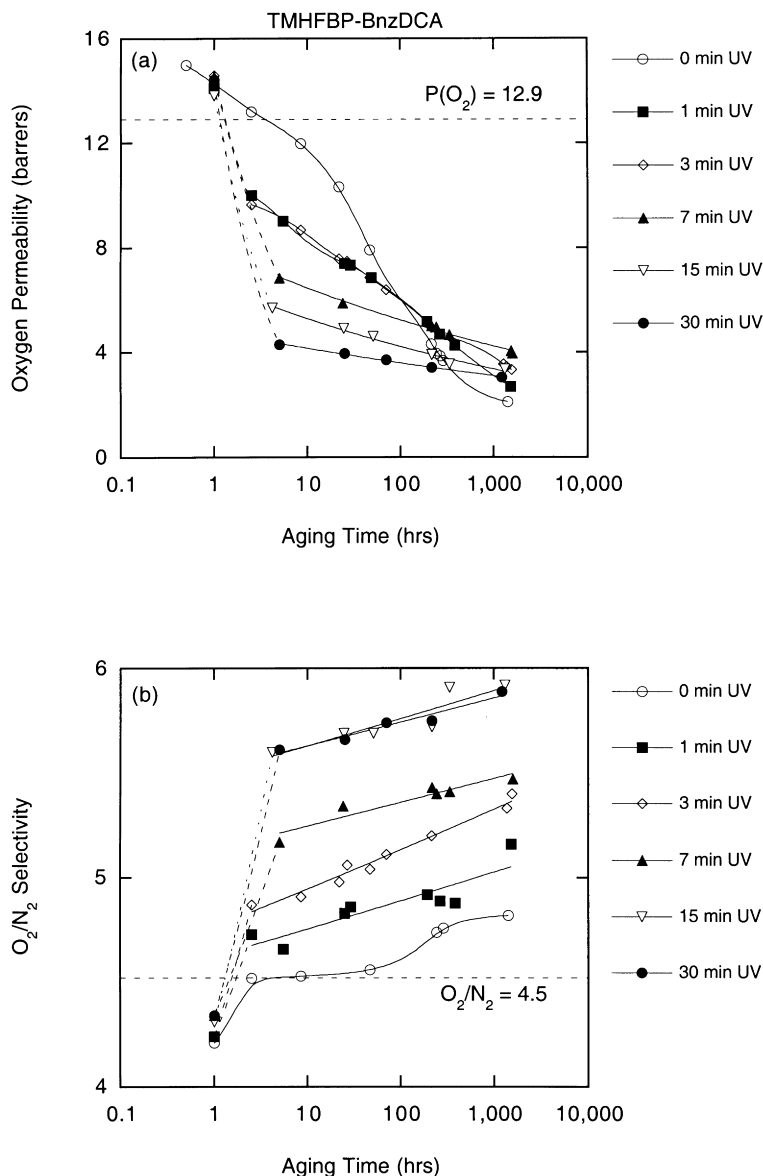 TMHFBP-BnzDCA
(a)
P(O₂) = 12.9
16
12
8
4
0
0.1 1 10 100 1,000 10,000
Oxygen Permeability (barrers)
Aging Time (hrs)
0 min UV
1 min UV
3 min UV
7 min UV
15 min UV
30 min UV
(b)
O₂/N₂ = 4.5
6
5
4
0.1 1 10 100 1,000 10,000
O₂/N₂ Selectivity
Aging Time (hrs)
0 min UV
1 min UV
3 min UV
7 min UV
15 min UV
30 min UV